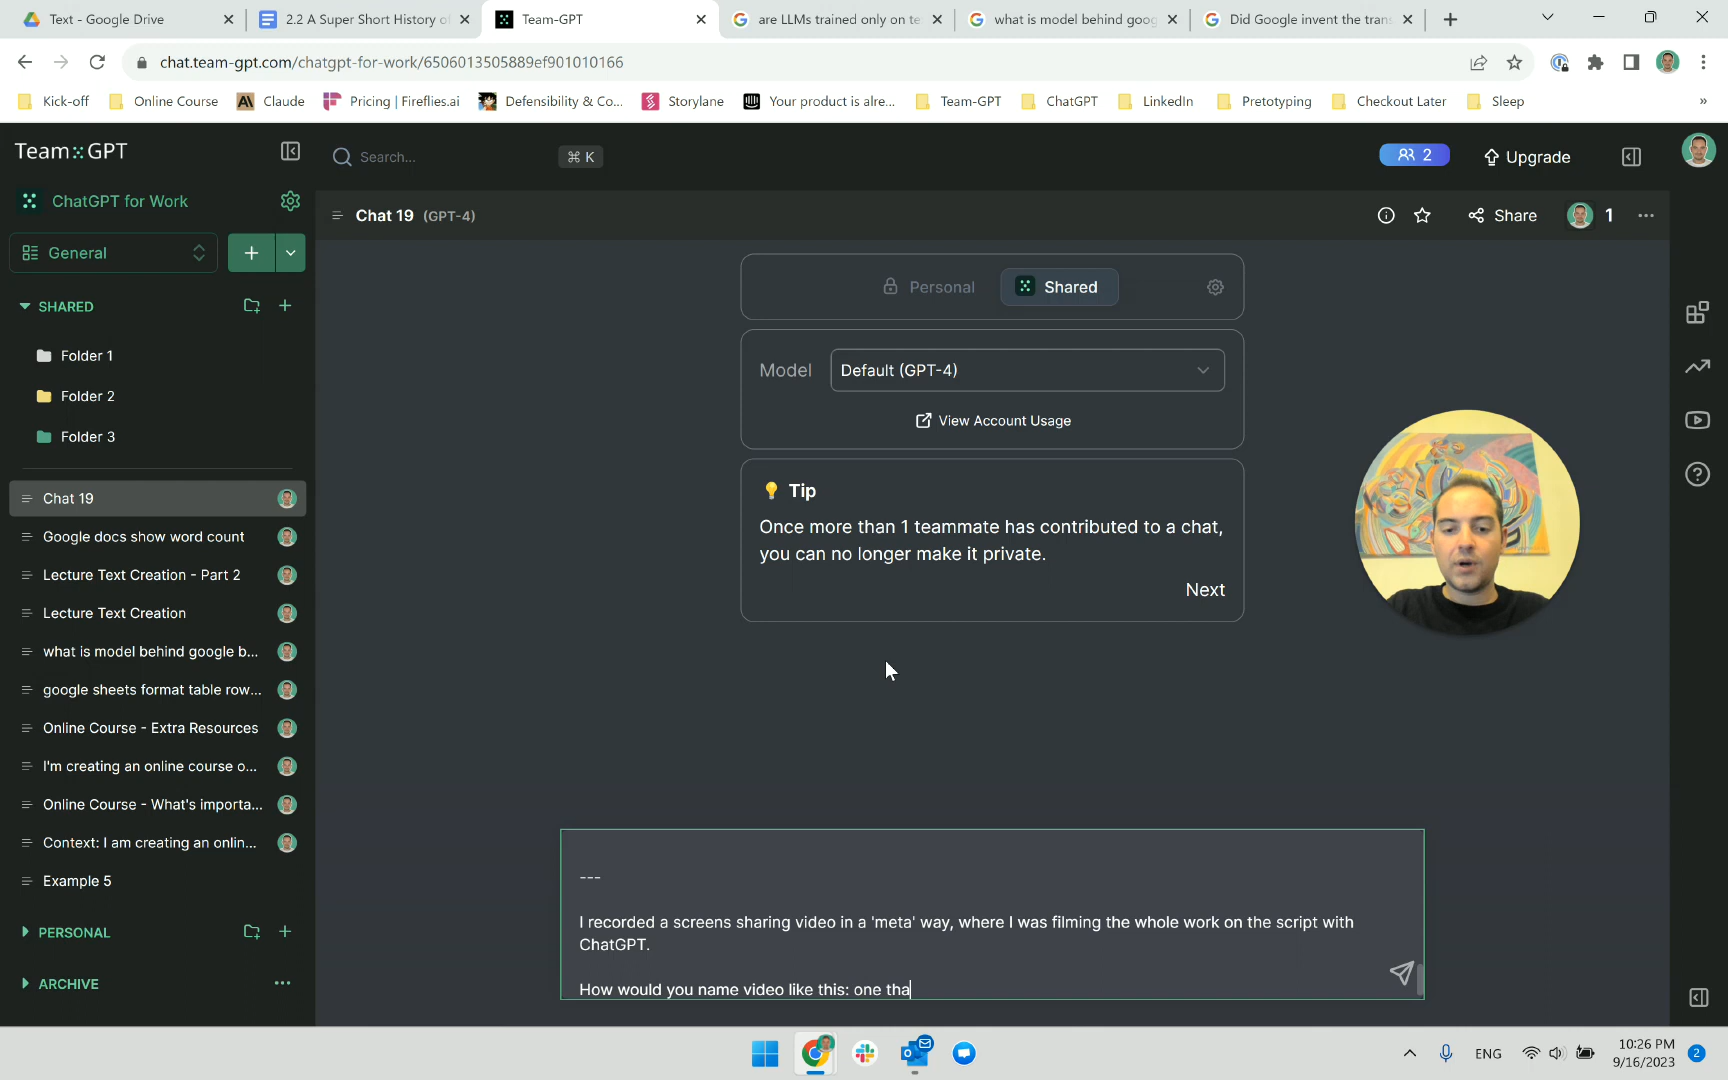 Text - Google Drive
2.2 A Super Short History of
Team-GPT
are LLMs trained only on te
what is model behind goog
Did Google invent the trans
chat.team-gpt.com/chatgpt-for-work/6506013505889ef901010166
Kick-off
Online Course
Claude
Pricing | Fireflies.ai
Defensibility & Co...
Storylane
Your product is alre...
Team-GPT
ChatGPT
LinkedIn
Pretotyping
Checkout Later
Sleep
»
Team GPT
Search...
⌘ K
2
Upgrade
ChatGPT for Work
Chat 19 (GPT-4)
Share
1
General
Personal
Shared
SHARED
Folder 1
Folder 2
Folder 3
Model
Default (GPT-4)
View Account Usage
Tip
Once more than 1 teammate has contributed to a chat,
you can no longer make it private.
Next
Chat 19
Google docs show word count
Lecture Text Creation - Part 2
Lecture Text Creation
what is model behind google b...
google sheets format table row...
Online Course - Extra Resources
I'm creating an online course o...
Online Course - What's importa...
Context: I am creating an onlin...
Example 5
PERSONAL
ARCHIVE
---
I recorded a screens sharing video in a 'meta' way, where I was filming the whole work on the script with
ChatGPT.
How would you name video like this: one tha
ENG
10:26 PM
9/16/2023
2